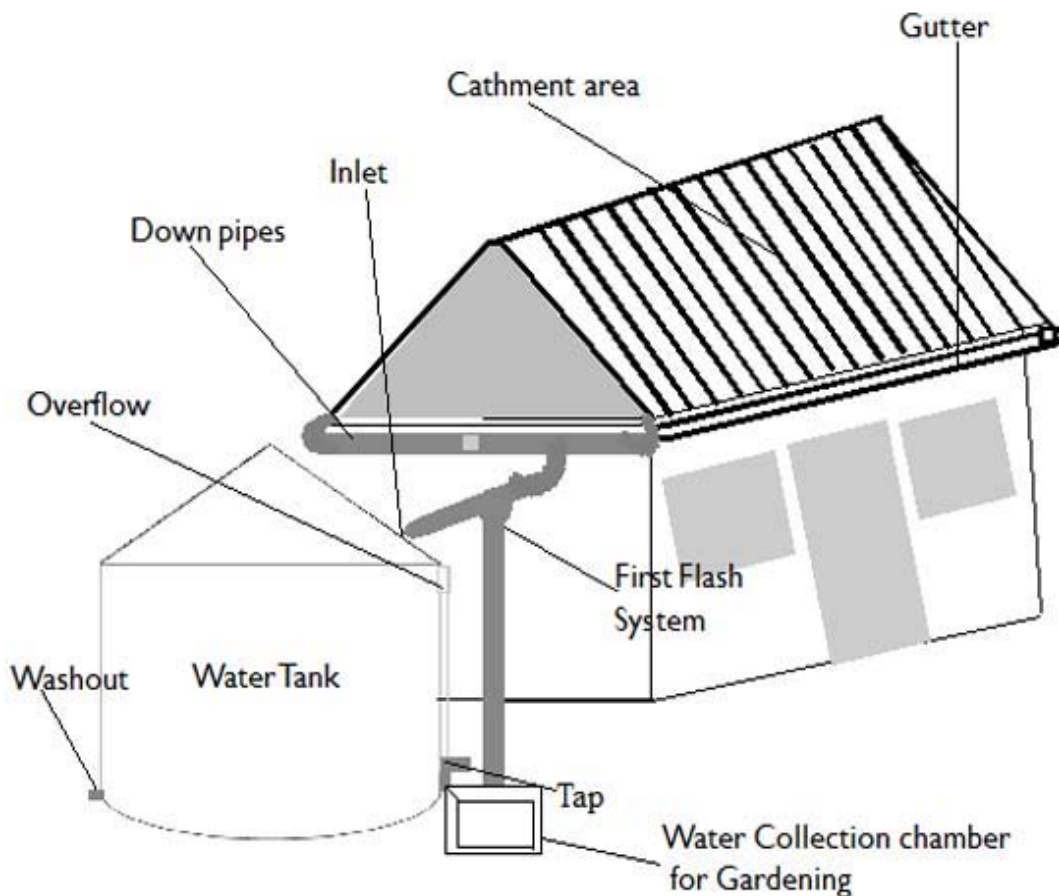 Gutter
Cathment area
Inlet
Down pipes
Overflow
First Flash
System
Washout
Water Tank
Tap
Water Collection chamber
for Gardening